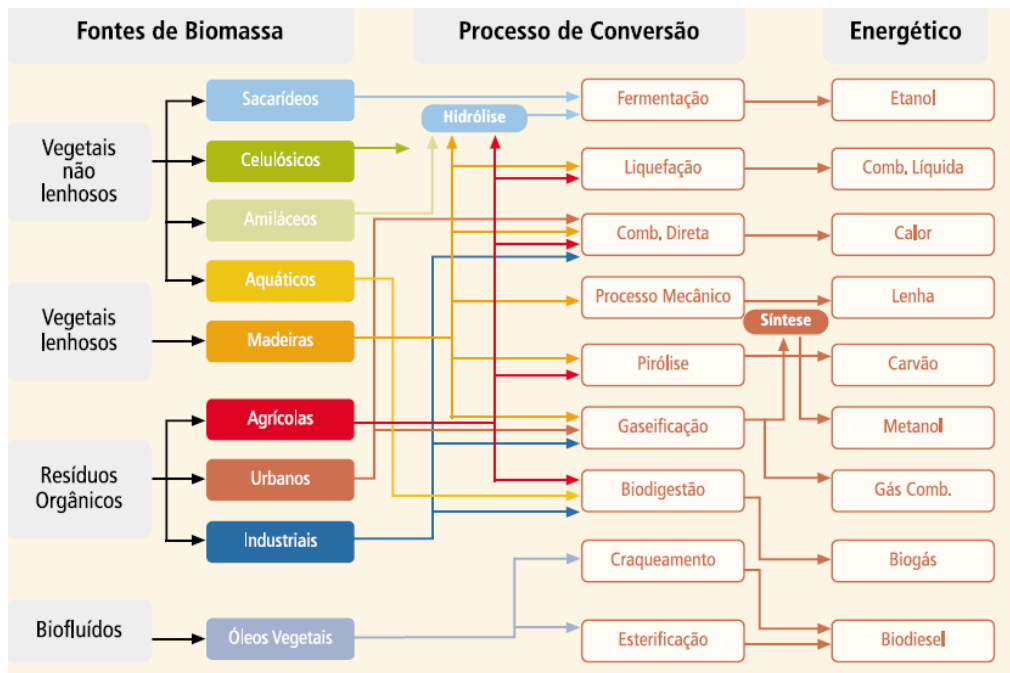 Fontes de Biomassa
Processo de Conversão
Energético
Vegetais
não
lenhosos
Vegetais
lenhosos
Resíduos
Orgânicos
Biofluídos
Sacarídeos
Celulósicos
Amiláceos
Aquáticos
Madeiras
Agrícolas
Urbanos
Industriais
Óleos Vegetais
Hidrólise
Fermentação
Liquefação
Comb. Direta
Processo Mecânico
Pirólise
Gaseificação
Biodigestão
Craqueamento
Esterificação
Síntese
Etanol
Comb. Líquida
Calor
Lenha
Carvão
Metanol
Gás Comb.
Biogás
Biodiesel